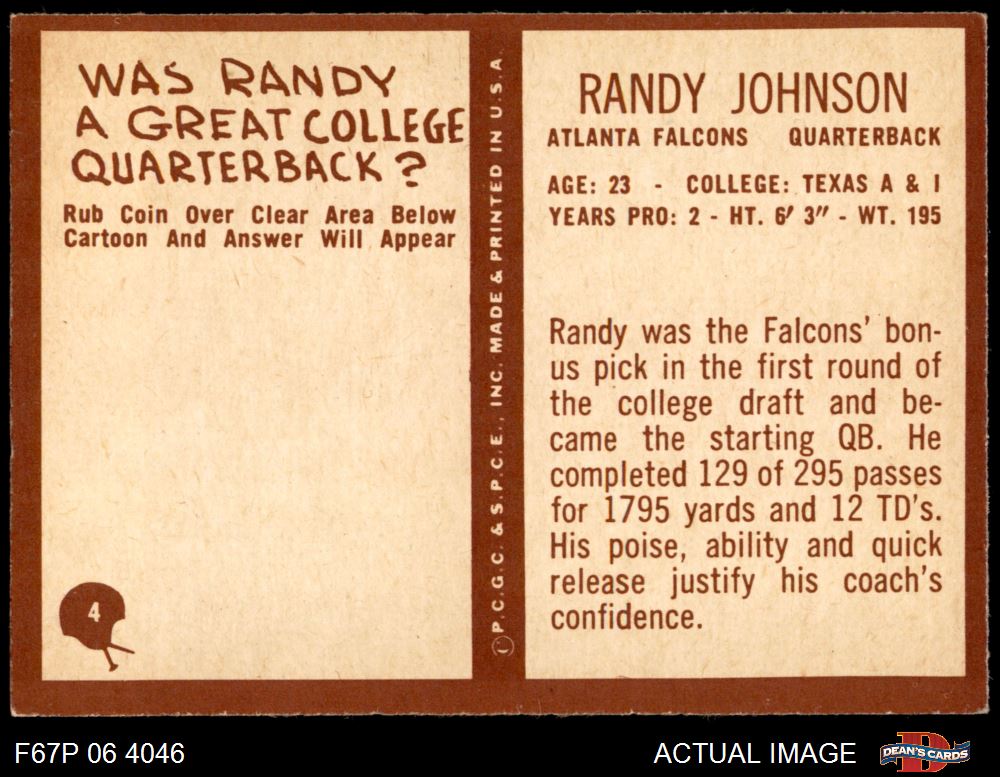 WAS RANDY
A GREAT COLLEGE
QUARTERBACK?
Rub Coin Over Clear Area Below
Cartoon And Answer Will Appear
4
P.C.G.C. & S.P.C.E., INC. MADE & PRINTED IN U.S.A.
RANDY JOHNSON
ATLANTA FALCONS QUARTERBACK
AGE: 23 - COLLEGE: TEXAS A & I
YEARS PRO: 2 - HT. 6' 3" - WT. 195
Randy was the Falcons' bon-
us pick in the first round of
the college draft and be-
came the starting QB. He
completed 129 of 295 passes
for 1795 yards and 12 TD's.
His poise, ability and quick
release justify his coach's
confidence.
F67P 06 4046
ACTUAL IMAGE
D
DEAN'S CARDS